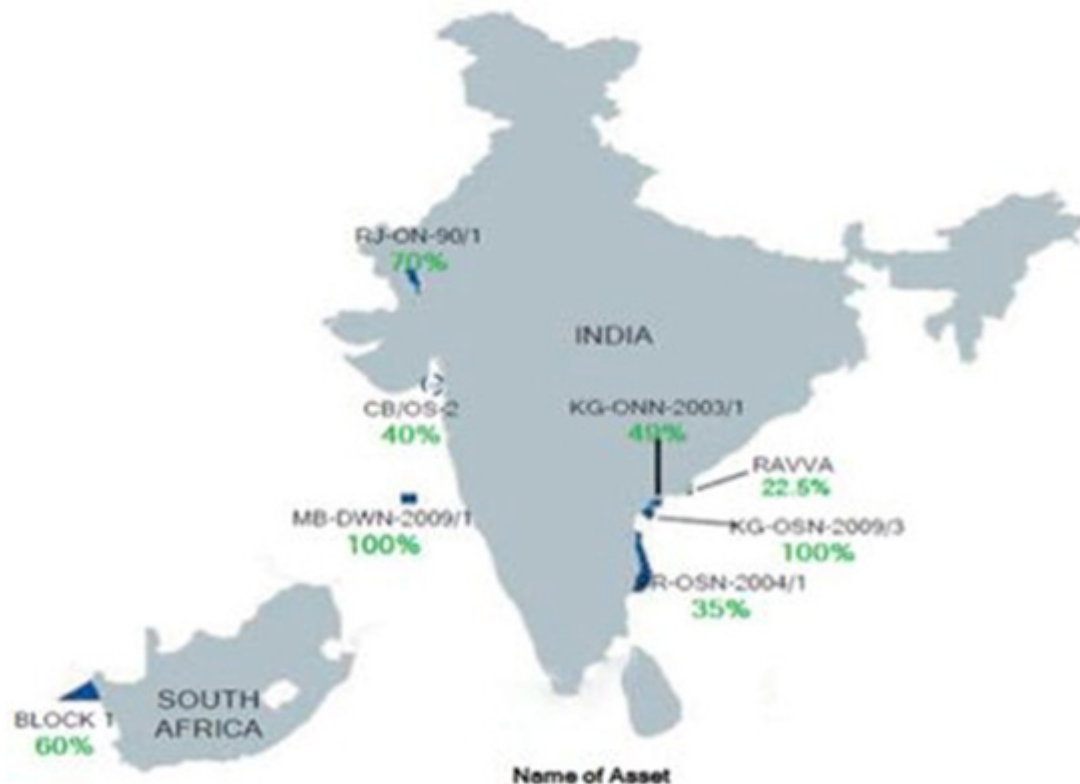 RJ-ON-90/1
70%
INDIA
CB/OS-2
40%
KG-ONN-2003/1
49%
RAVVA
22.5%
MB-DWN-2009/1
100%
KG-OSN-2009/3
100%
R-OSN-2004/1
35%
SOUTH
AFRICA
BLOCK 1
60%
Name of Asset